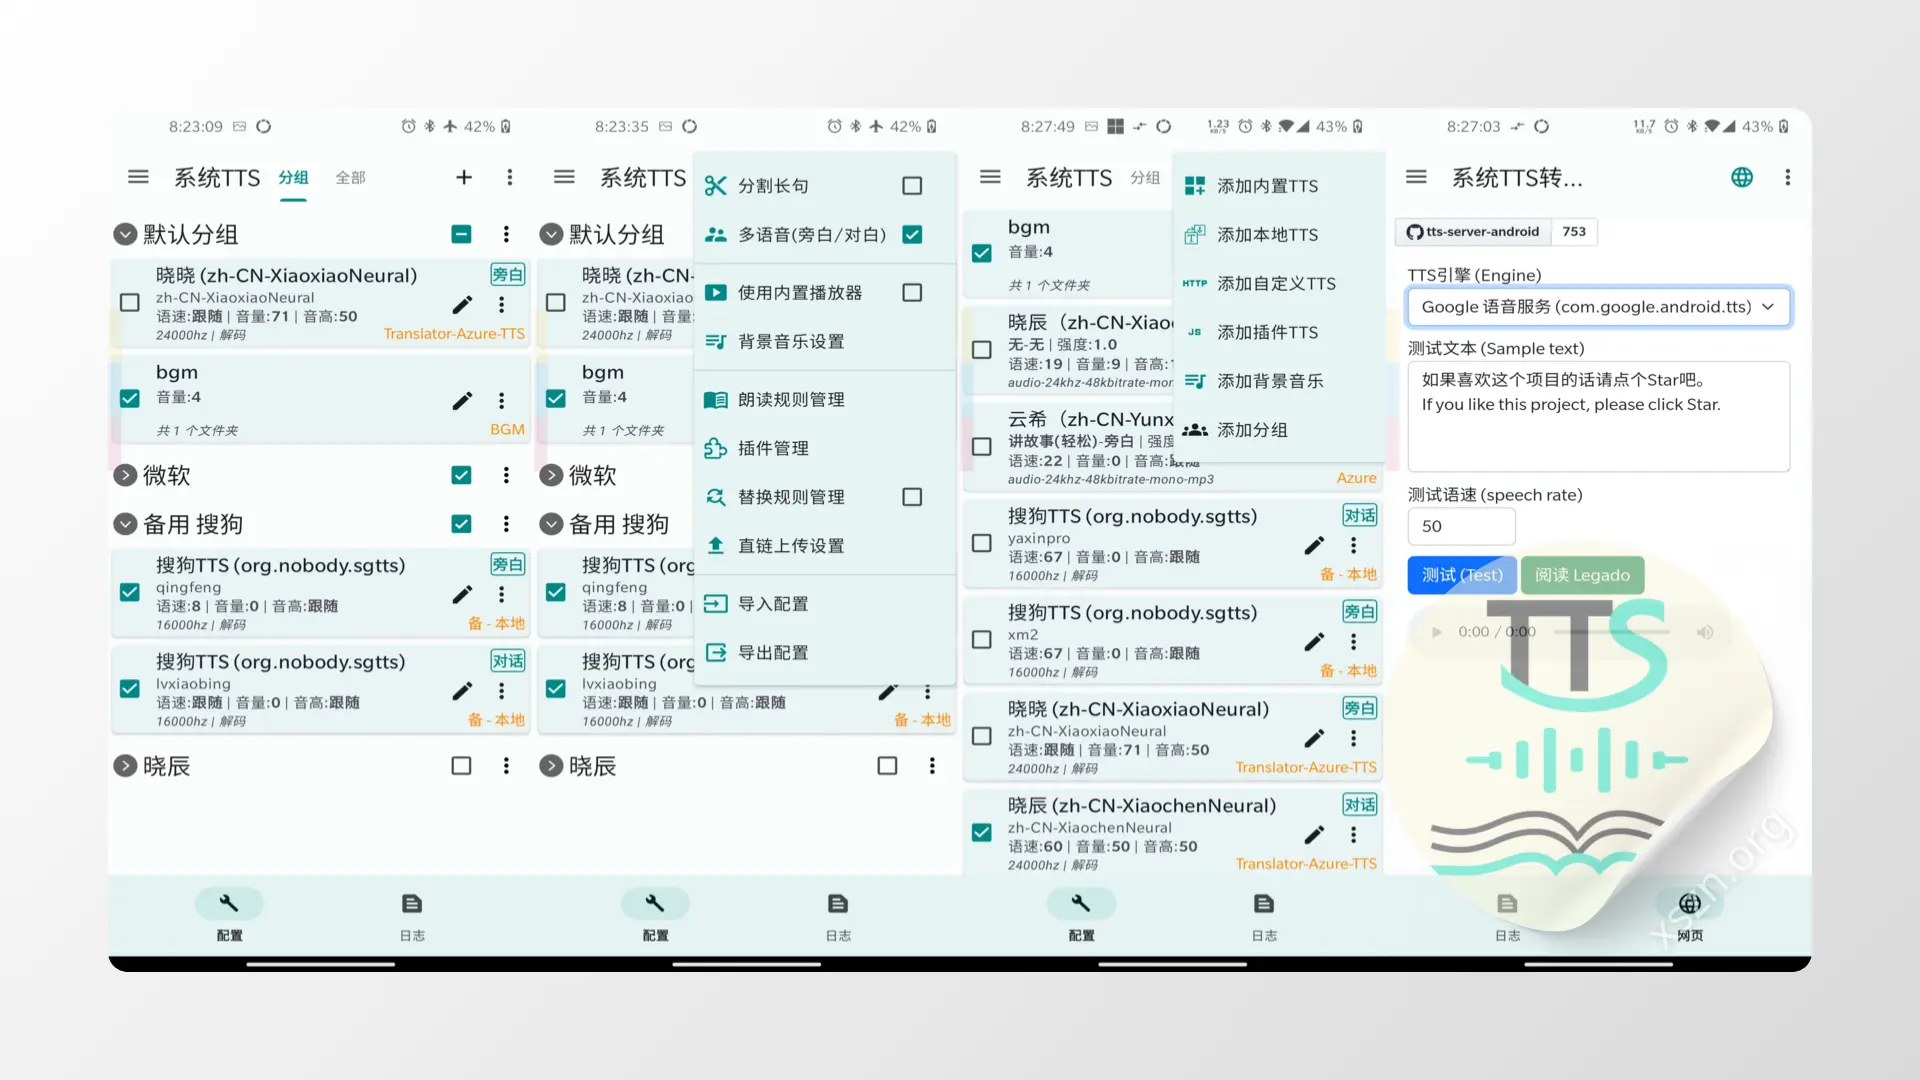 8:23:09
42%
系统TTS
分组
全部
默认分组
晓晓 (zh-CN-XiaoxiaoNeural)
旁白
zh-CN-XiaoxiaoNeural
语速:跟随 | 音量:71 | 音高:50
24000hz | 解码
Translator-Azure-TTS
bgm
音量:4
共 1 个文件夹
BGM
微软
备用 搜狗
搜狗TTS (org.nobody.sgtts)
旁白
qingfeng
语速:8 | 音量:0 | 音高:跟随
16000hz | 解码
备 - 本地
搜狗TTS (org.nobody.sgtts)
对话
lvxiaobing
语速:跟随 | 音量:0 | 音高:跟随
16000hz | 解码
备 - 本地
晓辰
配置
日志
8:23:35
42%
系统TTS
默认分组
晓晓 (zh-CN-
zh-CN-Xiaoxiao
语速:跟随 | 音量:
24000hz | 解码
bgm
音量:4
共 1 个文件夹
微软
备用 搜狗
搜狗TTS (org
qingfeng
语速:8 | 音量:0 |
16000hz | 解码
搜狗TTS (org
lvxiaobing
语速:跟随 | 音量:0 | 音高:跟随
16000hz | 解码
备 - 本地
晓辰
分割长句
多语音(旁白/对白)
使用内置播放器
背景音乐设置
朗读规则管理
插件管理
替换规则管理
直链上传设置
导入配置
导出配置
配置
日志
8:27:49
1.23
KB/S
43%
系统TTS
分组
bgm
音量:4
共 1 个文件夹
晓辰（zh-CN-Xiao
无-无 | 强度:1.0
语速:19 | 音量:9 | 音高:
audio-24khz-48kbitrate-mon
云希（zh-CN-Yunx
讲故事(轻松)-旁白 | 强度
语速:22 | 音量:0 | 音高:跟随
audio-24khz-48kbitrate-mono-mp3
Azure
搜狗TTS (org.nobody.sgtts)
对话
yaxinpro
语速:67 | 音量:0 | 音高:跟随
16000hz | 解码
备 - 本地
搜狗TTS (org.nobody.sgtts)
旁白
xm2
语速:67 | 音量:0 | 音高:跟随
16000hz | 解码
备 - 本地
晓晓 (zh-CN-XiaoxiaoNeural)
旁白
zh-CN-XiaoxiaoNeural
语速:跟随 | 音量:71 | 音高:50
24000hz | 解码
Translator-Azure-TTS
晓辰 (zh-CN-XiaochenNeural)
对话
zh-CN-XiaochenNeural
语速:60 | 音量:50 | 音高:50
24000hz | 解码
Translator-Azure-TTS
添加内置TTS
添加本地TTS
HTTP 添加自定义TTS
JS 添加插件TTS
添加背景音乐
添加分组
配置
日志
8:27:03
11.7
KB/S
43%
系统TTS转...
tts-server-android 753
TTS引擎 (Engine)
Google 语音服务 (com.google.android.tts)
测试文本 (Sample text)
如果喜欢这个项目的话请点个Star吧。
If you like this project, please click Star.
测试语速 (speech rate)
50
测试 (Test)
阅读 Legado
0:00 / 0:00
TTS
xszn.org
日志
网页